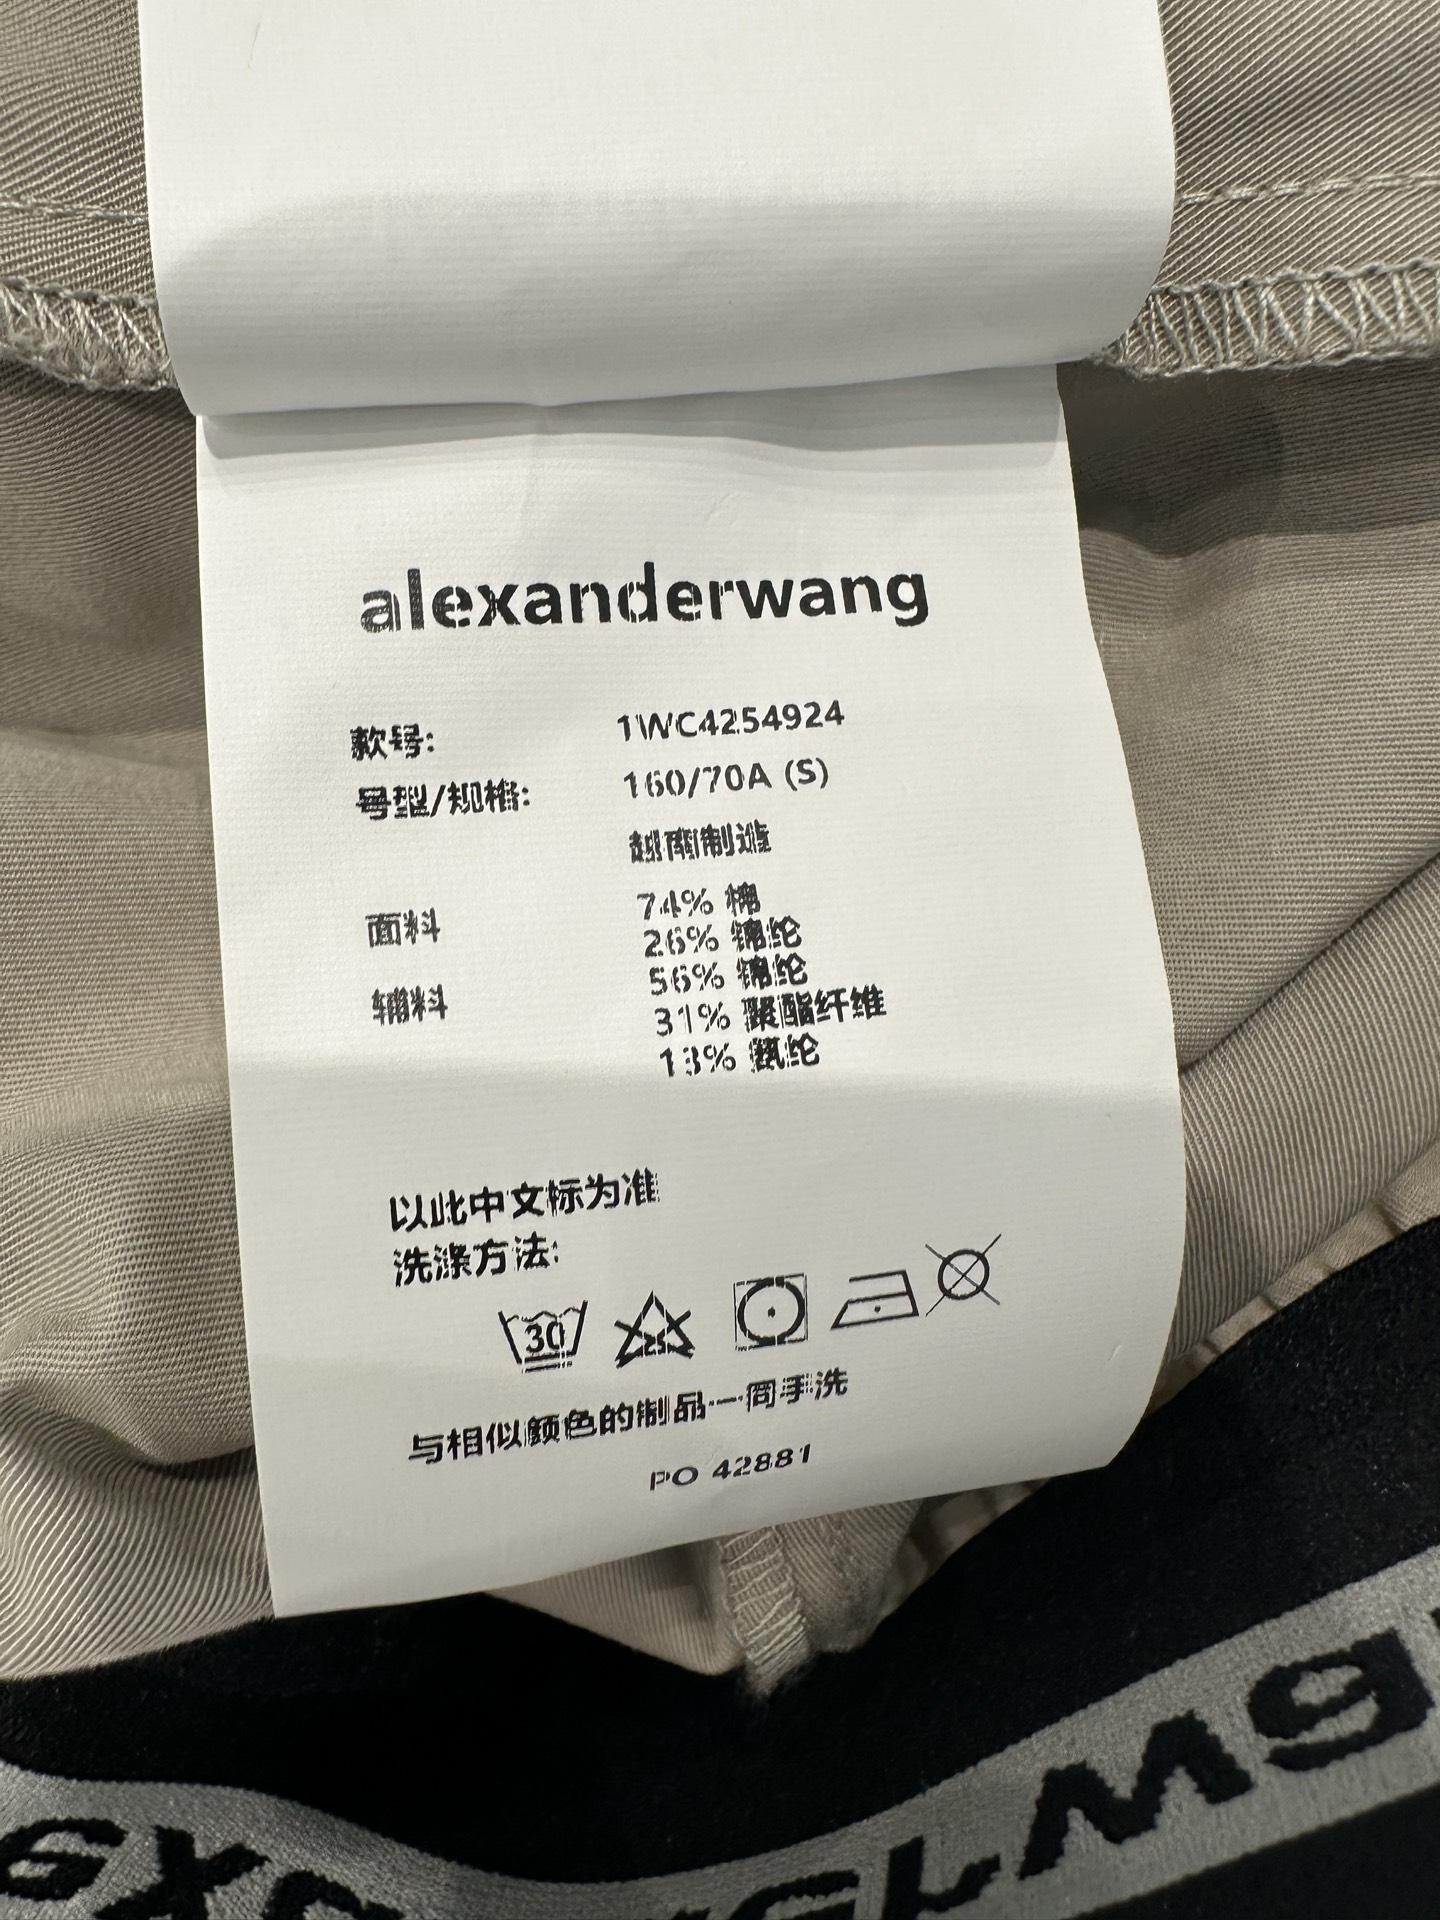 alexanderwang
款号: 1WC4254924
号型/规格: 160/70A (S)
越南制造
面料 74% 棉
26% 锦纶
辅料 56% 锦纶
31% 聚酯纤维
13% 氨纶
以此中文标为准
洗涤方法:
30
与相似颜色的制品一同手洗
PO 42881